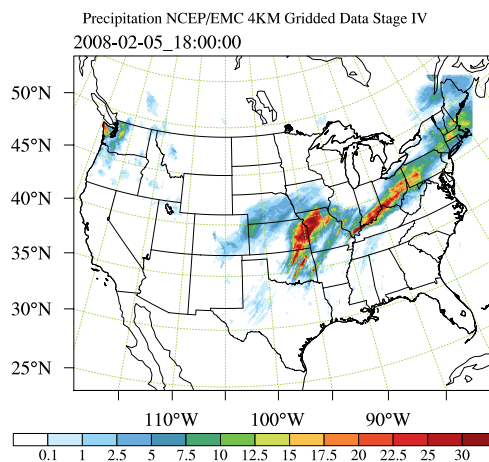 Precipitation NCEP/EMC 4KM Gridded Data Stage IV
2008-02-05_18:00:00
50°N
45°N
40°N
35°N
30°N
25°N
110°W 100°W 90°W
0.1 1 2.5 5 7.5 10 12.5 15 17.5 20 22.5 25 30